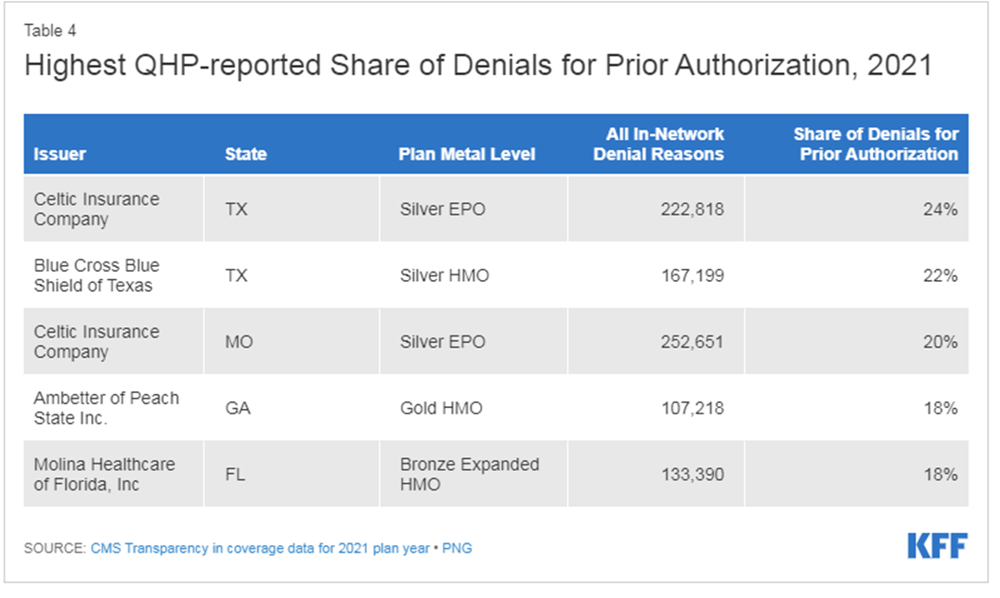 Table 4
Highest QHP-reported Share of Denials for Prior Authorization, 2021
Issuer State Plan Metal Level All In-Network Denial Reasons Share of Denials for Prior Authorization
Celtic Insurance Company TX Silver EPO 222,818 24%
Blue Cross Blue Shield of Texas TX Silver HMO 167,199 22%
Celtic Insurance Company MO Silver EPO 252,651 20%
Ambetter of Peach State Inc. GA Gold HMO 107,218 18%
Molina Healthcare of Florida, Inc FL Bronze Expanded HMO 133,390 18%
SOURCE: CMS Transparency in coverage data for 2021 plan year • PNG
KFF